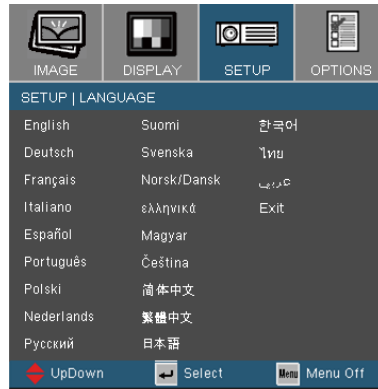 IMAGE DISPLAY SETUP OPTIONS
SETUP | LANGUAGE
English Suomi 한국어
Deutsch Svenska ไทย
Français Norsk/Dansk عربي
Italiano ελληνικά Exit
Español Magyar
Português Čeština
Polski 简体中文
Nederlands 繁體中文
Русский 日本語
UpDown Select Menu Menu Off